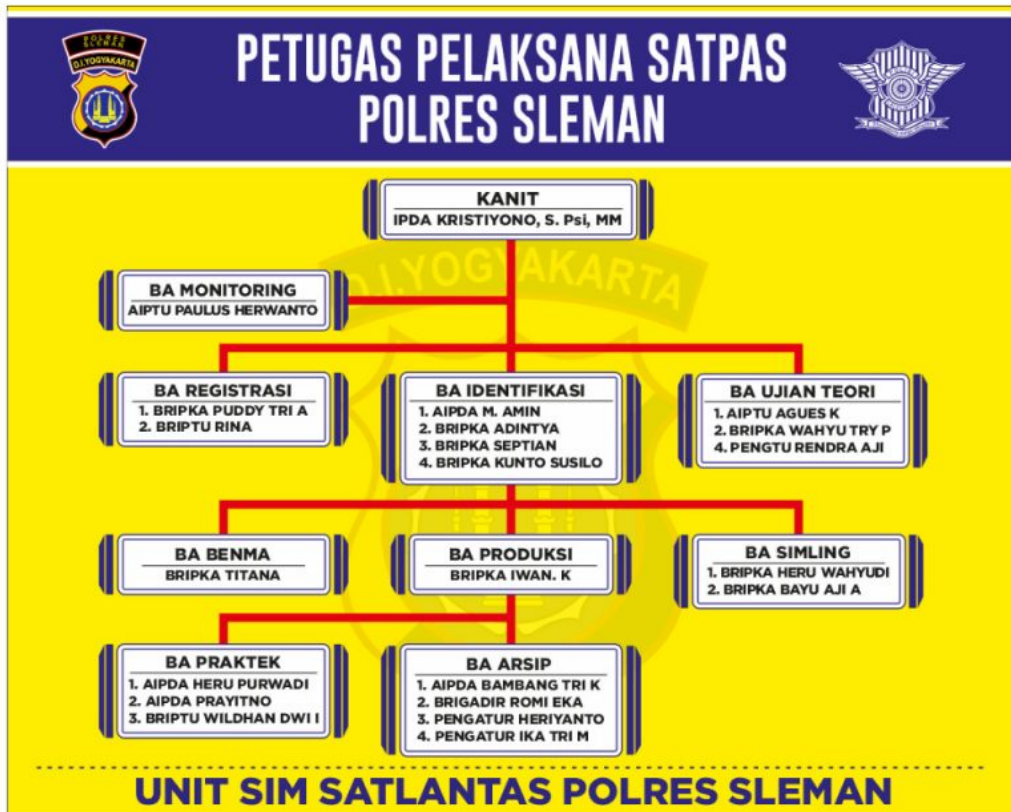 POLRES
SLEMAN
D.I.YOGYAKARTA
PETUGAS PELAKSANA SATPAS
POLRES SLEMAN
KANIT
IPDA KRISTIYONO, S. Psi, MM
D.I.YOGYAKARTA
BA MONITORING
AIPTU PAULUS HERWANTO
BA REGISTRASI
1. BRIPKA PUDDY TRI A
2. BRIPTU RINA
BA IDENTIFIKASI
1. AIPDA M. AMIN
2. BRIPKA ADINTYA
3. BRIPKA SEPTIAN
4. BRIPKA KUNTO SUSILO
BA UJIAN TEORI
1. AIPTU AGUES K
2. BRIPKA WAHYU TRY P
4. PENGTU RENDRA AJI
BA BENMA
BRIPKA TITANA
BA PRODUKSI
BRIPKA IWAN. K
BA SIMLING
1. BRIPKA HERU WAHYUDI
2. BRIPKA BAYU AJI A
BA PRAKTEK
1. AIPDA HERU PURWADI
2. AIPDA PRAYITNO
3. BRIPTU WILDHAN DWI I
BA ARSIP
1. AIPDA BAMBANG TRI K
2. BRIGADIR ROMI EKA
3. PENGATUR HERIYANTO
4. PENGATUR IKA TRI M
UNIT SIM SATLANTAS POLRES SLEMAN